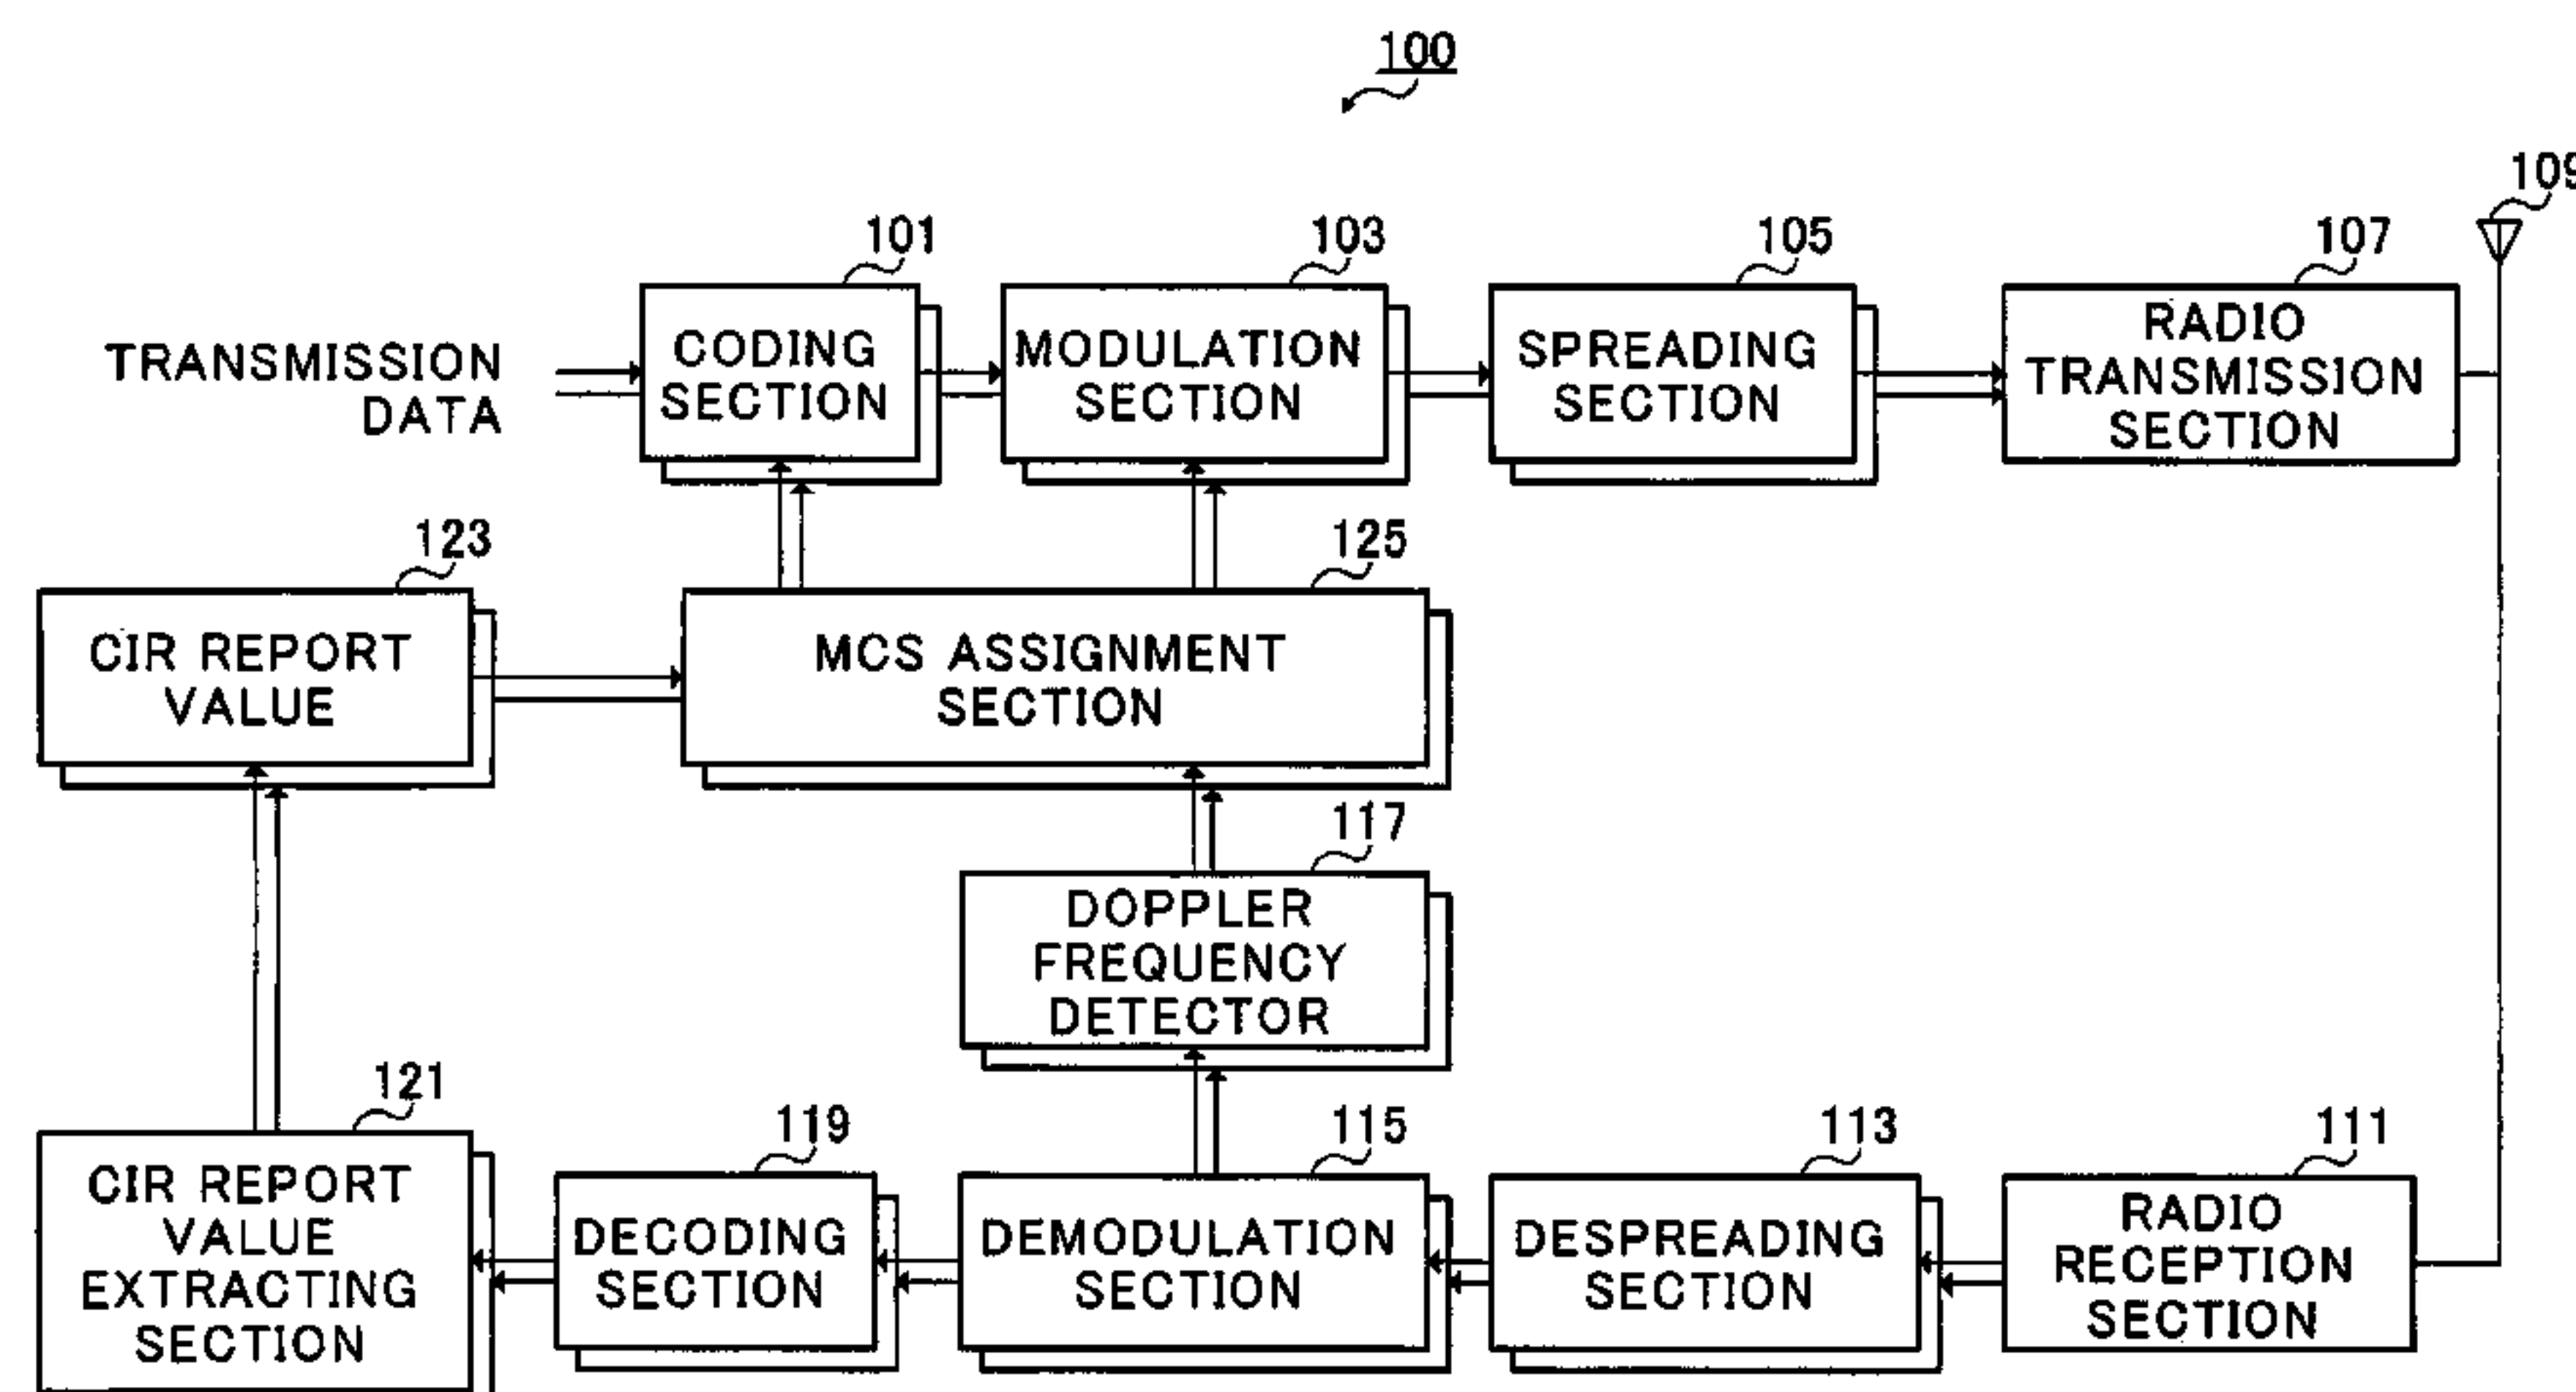 100
109
101
103
105
107
TRANSMISSION
DATA
CODING
SECTION
MODULATION
SECTION
SPREADING
SECTION
RADIO
TRANSMISSION
SECTION
123
125
CIR REPORT
VALUE
MCS ASSIGNMENT
SECTION
117
DOPPLER
FREQUENCY
DETECTOR
121
119
115
113
111
CIR REPORT
VALUE
EXTRACTING
SECTION
DECODING
SECTION
DEMODULATION
SECTION
DESPREADING
SECTION
RADIO
RECEPTION
SECTION